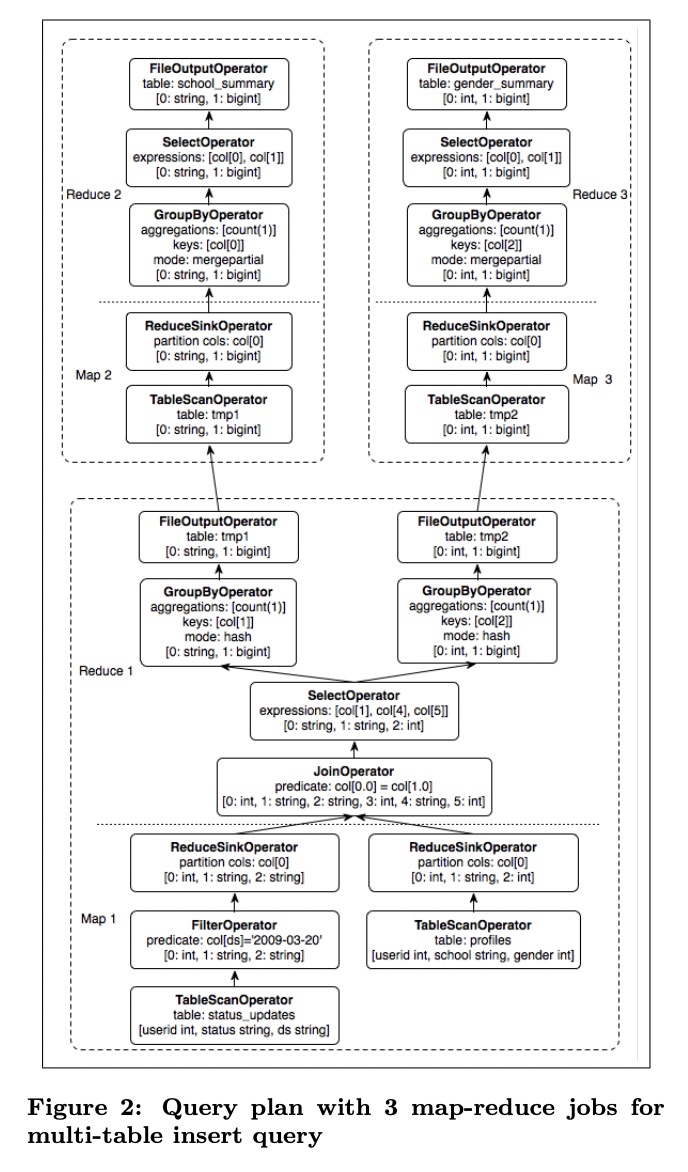 FileOutputOperator
table: school_summary
[0: string, 1: bigint]
SelectOperator
expressions: [col[0], col[1]]
[0: string, 1: bigint]
Reduce 2
GroupByOperator
aggregations: [count(1)]
keys: [col[0]]
mode: mergepartial
[0: string, 1: bigint]
ReduceSinkOperator
partition cols: col[0]
[0: string, 1: bigint]
Map 2
TableScanOperator
table: tmp1
[0: string, 1: bigint]
FileOutputOperator
table: gender_summary
[0: int, 1: bigint]
SelectOperator
expressions: [col[0], col[1]]
[0: int, 1: bigint]
Reduce 3
GroupByOperator
aggregations: [count(1)]
keys: [col[2]]
mode: mergepartial
[0: int, 1: bigint]
ReduceSinkOperator
partition cols: col[0]
[0: int, 1: bigint]
Map 3
TableScanOperator
table: tmp2
[0: int, 1: bigint]
FileOutputOperator
table: tmp1
[0: string, 1: bigint]
GroupByOperator
aggregations: [count(1)]
keys: [col[1]]
mode: hash
[0: string, 1: bigint]
FileOutputOperator
table: tmp2
[0: int, 1: bigint]
GroupByOperator
aggregations: [count(1)]
keys: [col[2]]
mode: hash
[0: int, 1: bigint]
Reduce 1
SelectOperator
expressions: [col[1], col[4], col[5]]
[0: string, 1: string, 2: int]
JoinOperator
predicate: col[0.0] = col[1.0]
[0: int, 1: string, 2: string, 3: int, 4: string, 5: int]
ReduceSinkOperator
partition cols: col[0]
[0: int, 1: string, 2: string]
Map 1
FilterOperator
predicate: col[ds]='2009-03-20'
[0: int, 1: string, 2: string]
TableScanOperator
table: status_updates
[userid int, status string, ds string]
ReduceSinkOperator
partition cols: col[0]
[0: int, 1: string, 2: int]
TableScanOperator
table: profiles
[userid int, school string, gender int]
Figure 2: Query plan with 3 map-reduce jobs for
multi-table insert query